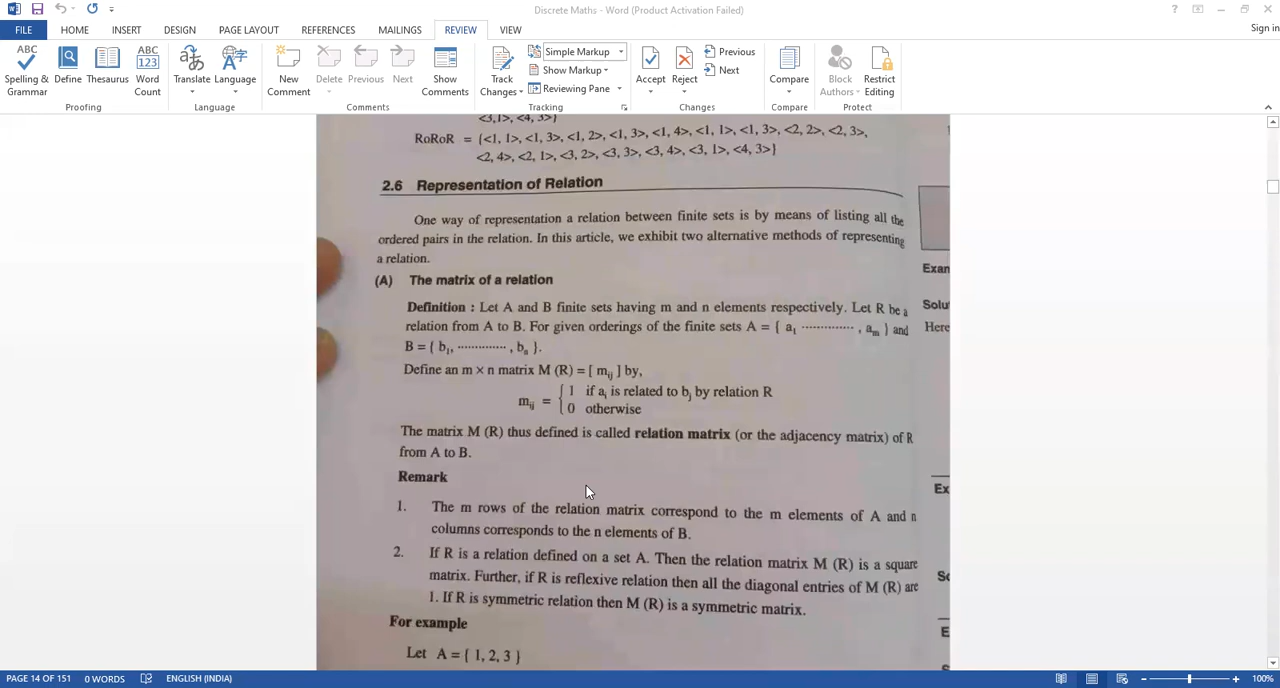 Discrete Maths - Word (Product Activation Failed)
FILE HOME INSERT DESIGN PAGE LAYOUT REFERENCES MAILINGS REVIEW VIEW Sign in
ABC Spelling & Grammar
Define
Thesaurus
ABC 123 Word Count
Translate
Language
New Comment
Delete
Previous
Next
Show Comments
Track Changes
Simple Markup
Show Markup
Reviewing Pane
Accept
Reject
Previous
Next
Compare
Block Authors
Restrict Editing
Proofing Language Comments Tracking Changes Compare Protect
<3,1>, <4, 3>}
RoRoR = {<1, 1>, <1, 3>, <1, 2>, <1, 3>, <1, 4>, <1, 1>, <1, 3>, <2, 2>, <2, 3>,
<2, 4>, <2, 1>, <3, 2>, <3, 3>, <3, 4>, <3, 1>, <4, 3>}
2.6 Representation of Relation
One way of representation a relation between finite sets is by means of listing all the
ordered pairs in the relation. In this article, we exhibit two alternative methods of representing
a relation.
(A) The matrix of a relation
Definition : Let A and B finite sets having m and n elements respectively. Let R be a
relation from A to B. For given orderings of the finite sets A = { a₁ .............. , aₘ } and
B = { b₁, ............. , bₙ }.
Define an m × n matrix M (R) = [ mᵢⱼ ] by,
mᵢⱼ = { 1 if aᵢ is related to bⱼ by relation R
0 otherwise
The matrix M (R) thus defined is called relation matrix (or the adjacency matrix) of R
from A to B.
Remark
1. The m rows of the relation matrix correspond to the m elements of A and n
columns corresponds to the n elements of B.
2. If R is a relation defined on a set A. Then the relation matrix M (R) is a square
matrix. Further, if R is reflexive relation then all the diagonal entries of M (R) are
1. If R is symmetric relation then M (R) is a symmetric matrix.
For example
Let A = { 1, 2, 3 }
Exam
Solu
Here
Ex
So
E
PAGE 14 OF 151 0 WORDS ENGLISH (INDIA) 100%